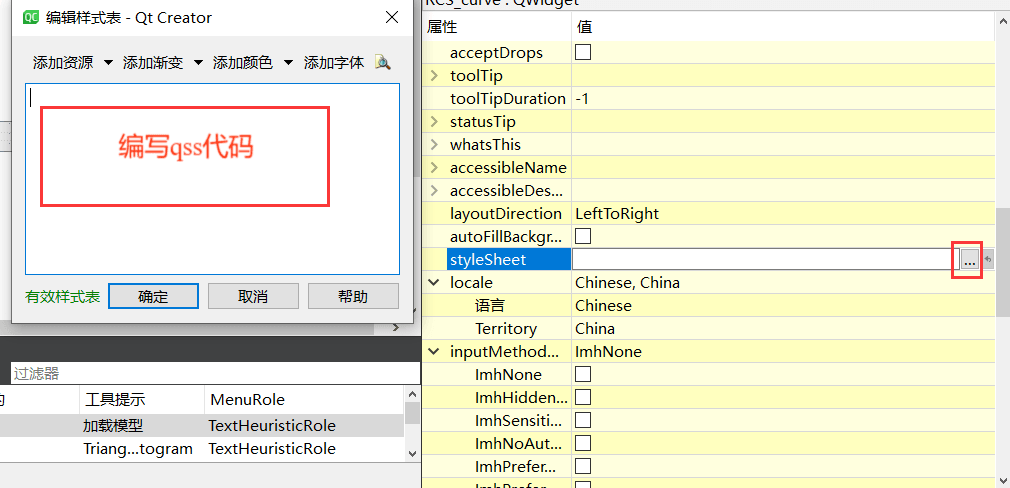 编辑样式表 - Qt Creator
添加资源 添加渐变 添加颜色 添加字体
编写qss代码
有效样式表 确定 取消 帮助
过滤器
工具提示 MenuRole
加载模型 TextHeuristicRole
Triang...togram TextHeuristicRole
RCS_curve : QWidget
属性 值
acceptDrops
toolTip
toolTipDuration -1
statusTip
whatsThis
accessibleName
accessibleDes...
layoutDirection LeftToRight
autoFillBackgr...
styleSheet ...
locale Chinese, China
语言 Chinese
Territory China
inputMethod... ImhNone
ImhNone
ImhHidden...
ImhSensiti...
ImhNoAut...
ImhPrefer...
ImhPrefer...